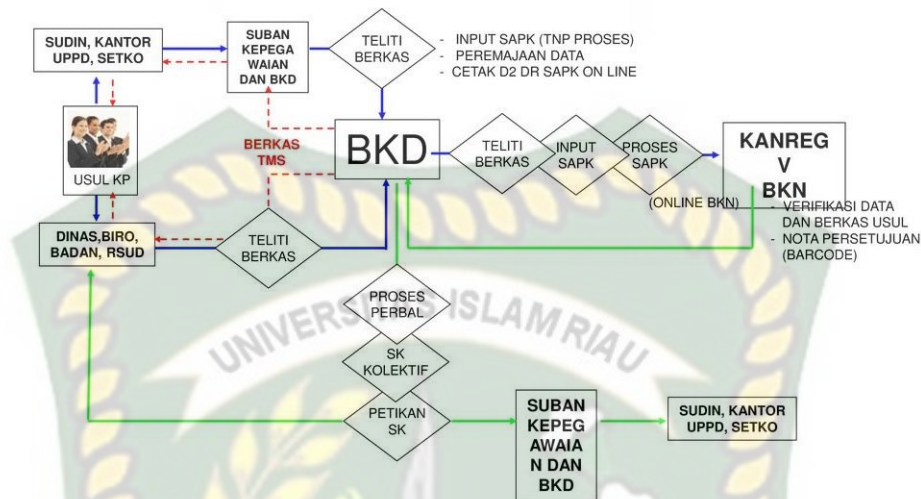 SUDIN, KANTOR
UPPD, SETKO
SUBAN
KEPEGA
WAIAN
DAN BKD
TELITI
BERKAS
- INPUT SAPK (TNP PROSES)
- PEREMAJAAN DATA
- CETAK D2 DR SAPK ON LINE
USUL KP
BERKAS
TMS
BKD
TELITI
BERKAS
INPUT
SAPK
PROSES
SAPK
(ONLINE BKN)
KANREG
V
BKN
- VERIFIKASI DATA
DAN BERKAS USUL
- NOTA PERSETUJUAN
(BARCODE)
DINAS,BIRO,
BADAN, RSUD
TELITI
BERKAS
PROSES
PERBAL
UNIVERSITAS ISLAM RIAU
SK
KOLEKTIF
PETIKAN
SK
SUBAN
KEPEG
AWAIA
N DAN
BKD
SUDIN, KANTOR
UPPD, SETKO